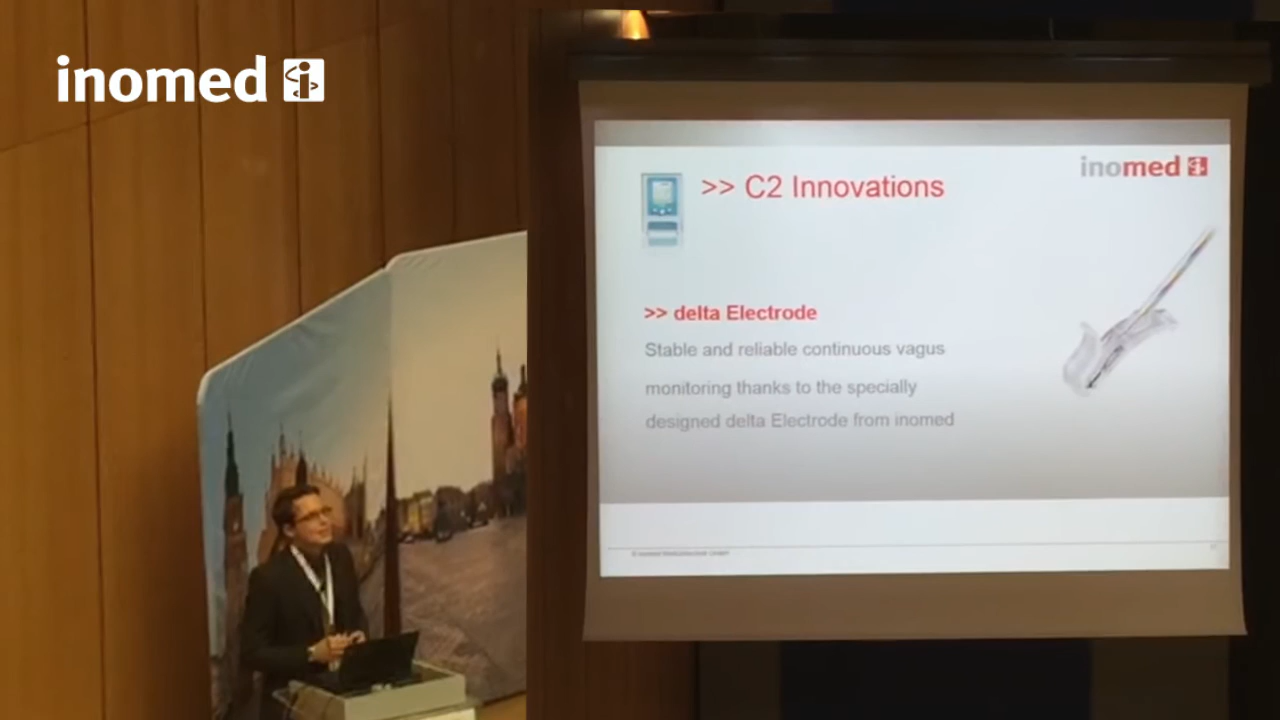 inomed
inomed
>> C2 Innovations
>> delta Electrode
Stable and reliable continuous vagus
monitoring thanks to the specially
designed delta Electrode from inomed